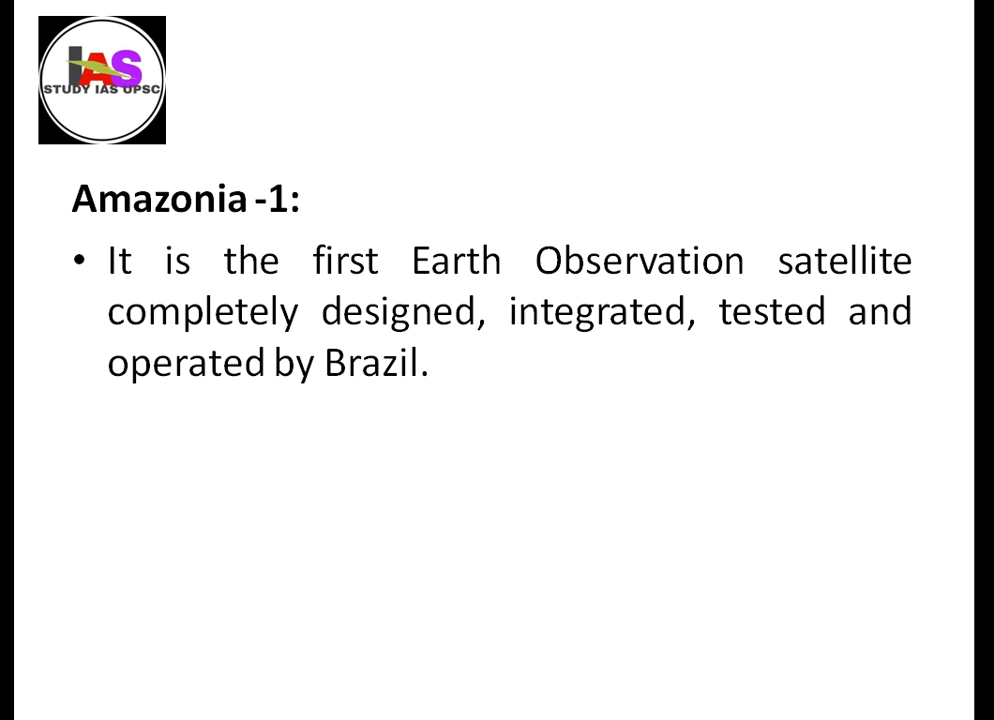 IAS
STUDY IAS UPSC
Amazonia -1:
• It is the first Earth Observation satellite
completely designed, integrated, tested and
operated by Brazil.